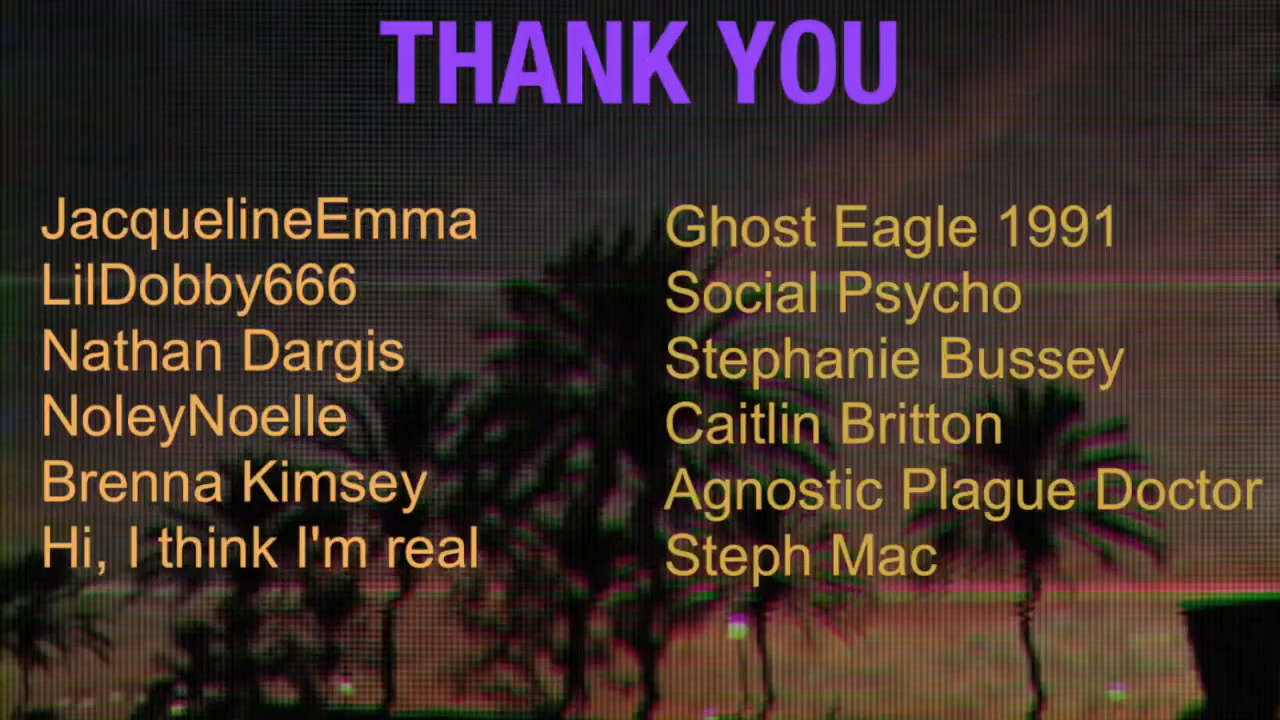 THANK YOU
JacquelineEmma
LilDobby666
Nathan Dargis
NoleyNoelle
Brenna Kimsey
Hi, I think I'm real
Ghost Eagle 1991
Social Psycho
Stephanie Bussey
Caitlin Britton
Agnostic Plague Doctor
Steph Mac